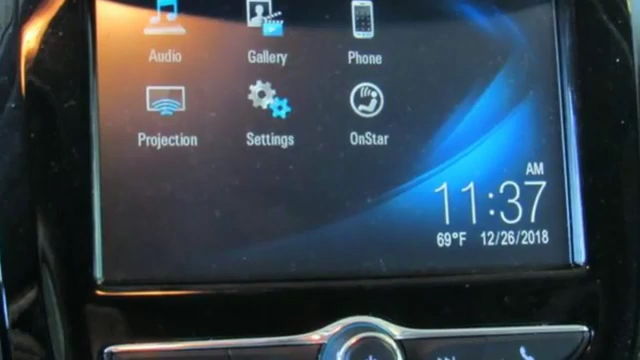 Audio Gallery Phone
Projection Settings OnStar
AM
11:37
69°F 12/26/2018